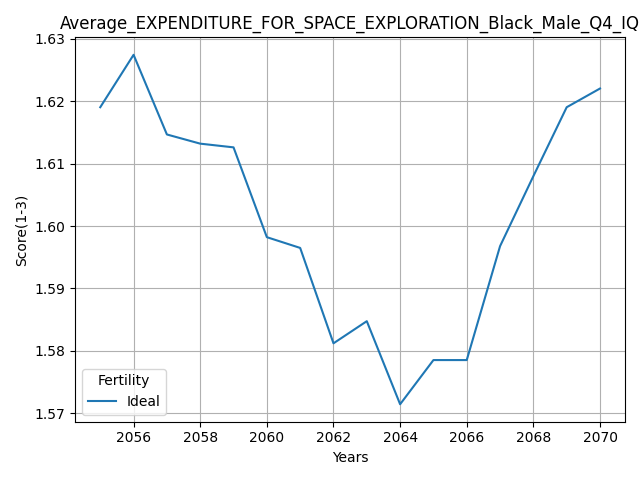 Average_EXPENDITURE_FOR_SPACE_EXPLORATION_Black_Male_Q4_IQ
1.63
1.62
1.61
1.60
1.59
1.58
1.57
Score(1-3)
Fertility
Ideal
2056 2058 2060 2062 2064 2066 2068 2070
Years